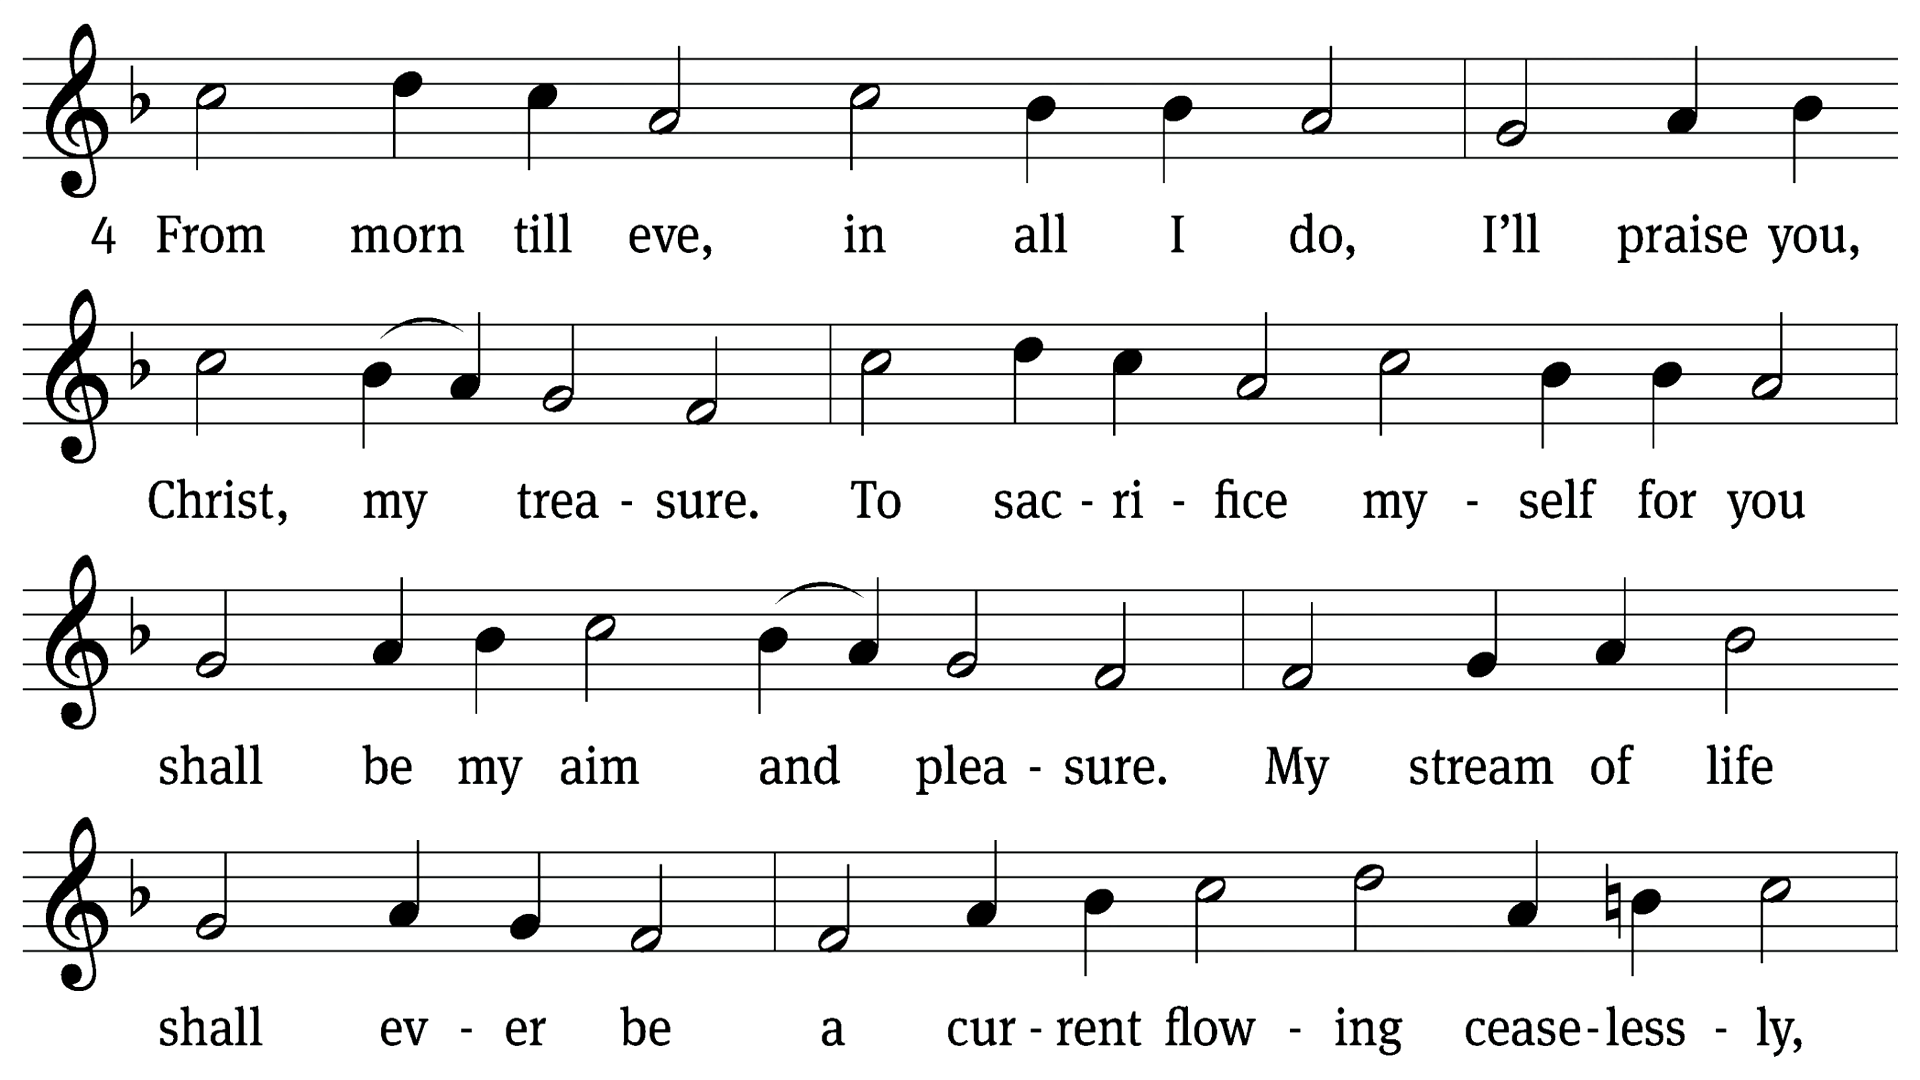 4 From morn till eve, in all I do, I’ll praise you,
Christ, my trea - sure. To sac - ri - fice my - self for you
shall be my aim and plea - sure. My stream of life
shall ev - er be a cur - rent flow - ing cease - less - ly,